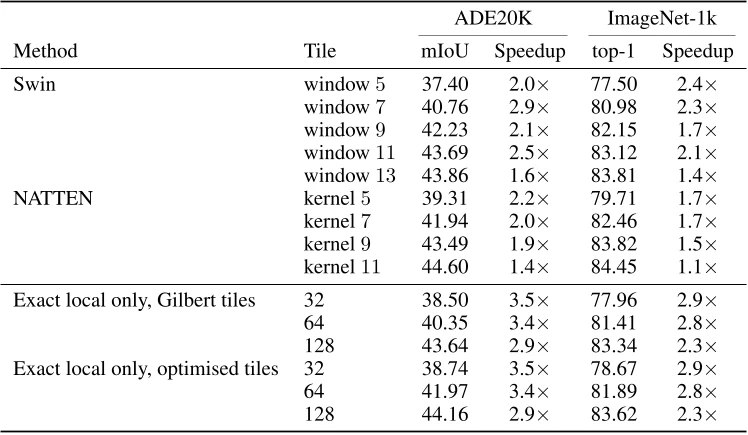 ADE20K ImageNet-1k
Method Tile mIoU Speedup top-1 Speedup
Swin window 5 37.40 2.0× 77.50 2.4×
window 7 40.76 2.9× 80.98 2.3×
window 9 42.23 2.1× 82.15 1.7×
window 11 43.69 2.5× 83.12 2.1×
window 13 43.86 1.6× 83.81 1.4×
NATTEN kernel 5 39.31 2.2× 79.71 1.7×
kernel 7 41.94 2.0× 82.46 1.7×
kernel 9 43.49 1.9× 83.82 1.5×
kernel 11 44.60 1.4× 84.45 1.1×
Exact local only, Gilbert tiles 32 38.50 3.5× 77.96 2.9×
64 40.35 3.4× 81.41 2.8×
128 43.64 2.9× 83.34 2.3×
Exact local only, optimised tiles 32 38.74 3.5× 78.67 2.9×
64 41.97 3.4× 81.89 2.8×
128 44.16 2.9× 83.62 2.3×